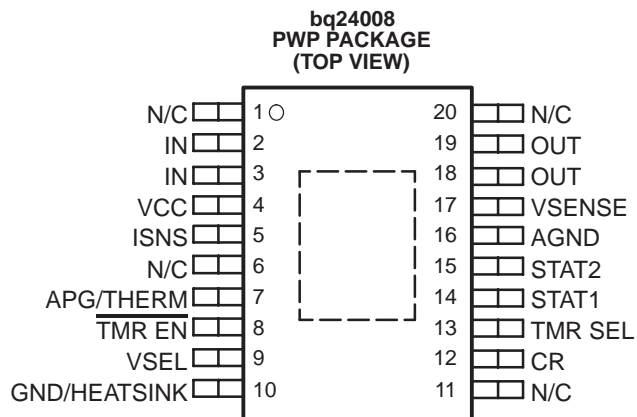 bq24008
PWP PACKAGE
(TOP VIEW)
N/C 1 20 N/C
IN 2 19 OUT
IN 3 18 OUT
VCC 4 17 VSENSE
ISNS 5 16 AGND
N/C 6 15 STAT2
APG/THERM 7 14 STAT1
TMR EN 8 13 TMR SEL
VSEL 9 12 CR
GND/HEATSINK 10 11 N/C